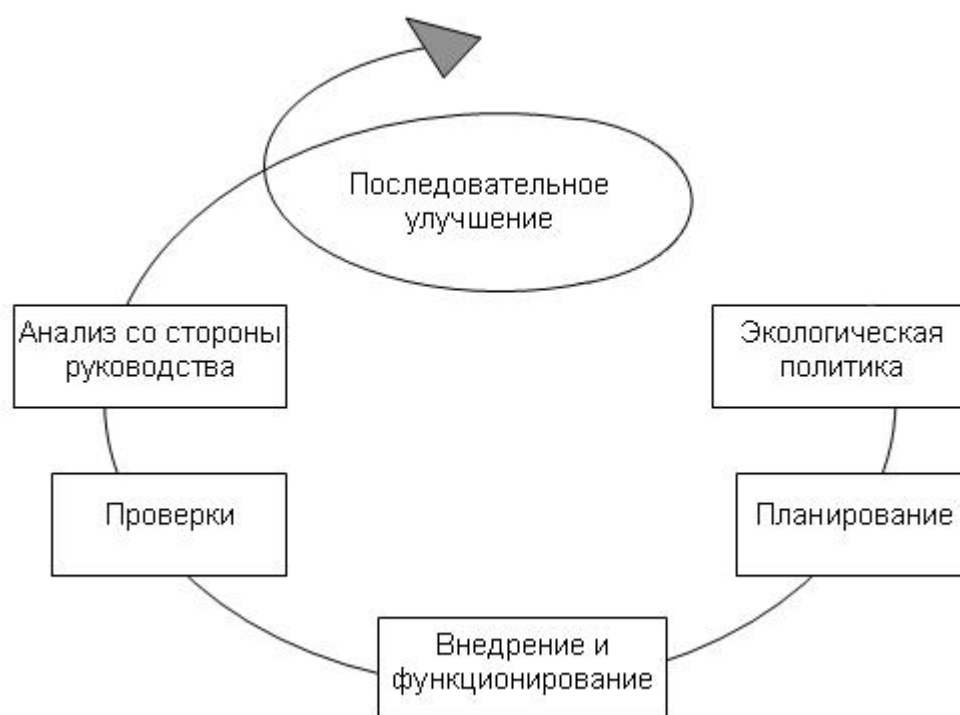 Последовательное
улучшение
Анализ со стороны
руководства
Экологическая
политика
Проверки
Планирование
Внедрение и
функционирование